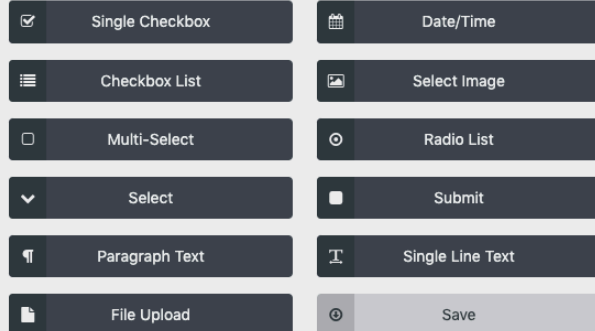 Single Checkbox
Date/Time
Checkbox List
Select Image
Multi-Select
Radio List
Select
Submit
Paragraph Text
Single Line Text
File Upload
Save